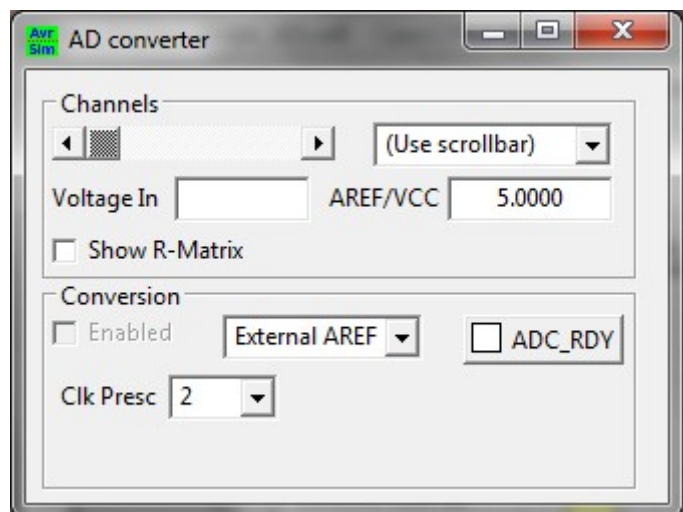 Avr
Sim
AD converter
Channels
(Use scrollbar)
Voltage In
AREF/VCC 5.0000
Show R-Matrix
Conversion
Enabled External AREF ADC_RDY
Clk Presc 2